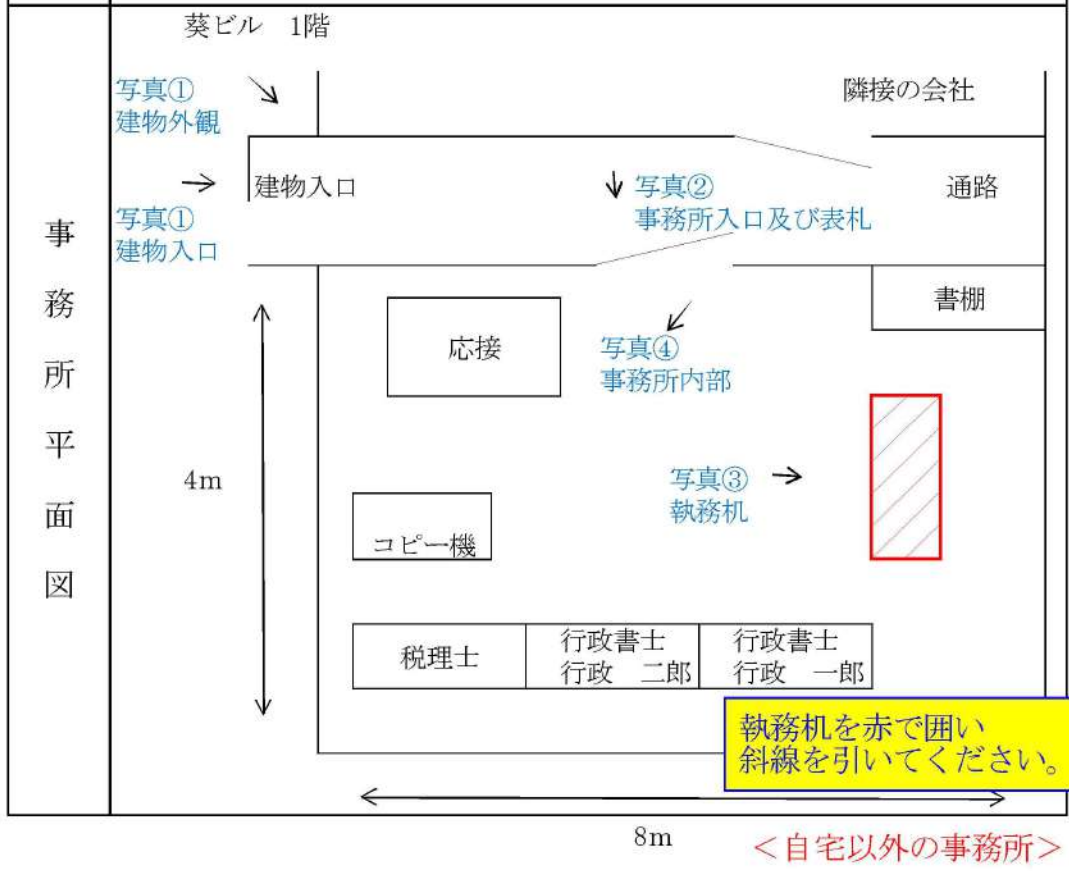 葵ビル 1階
写真①
建物外観
隣接の会社
建物入口
写真①
建物入口
写真②
事務所入口及び表札
通路
事務所平面図
書棚
応接
写真④
事務所内部
4m
写真③
執務机
コピー機
税理士
行政書士
行政 二郎
行政書士
行政 一郎
執務机を赤で囲い
斜線を引いてください。
8m
＜自宅以外の事務所＞